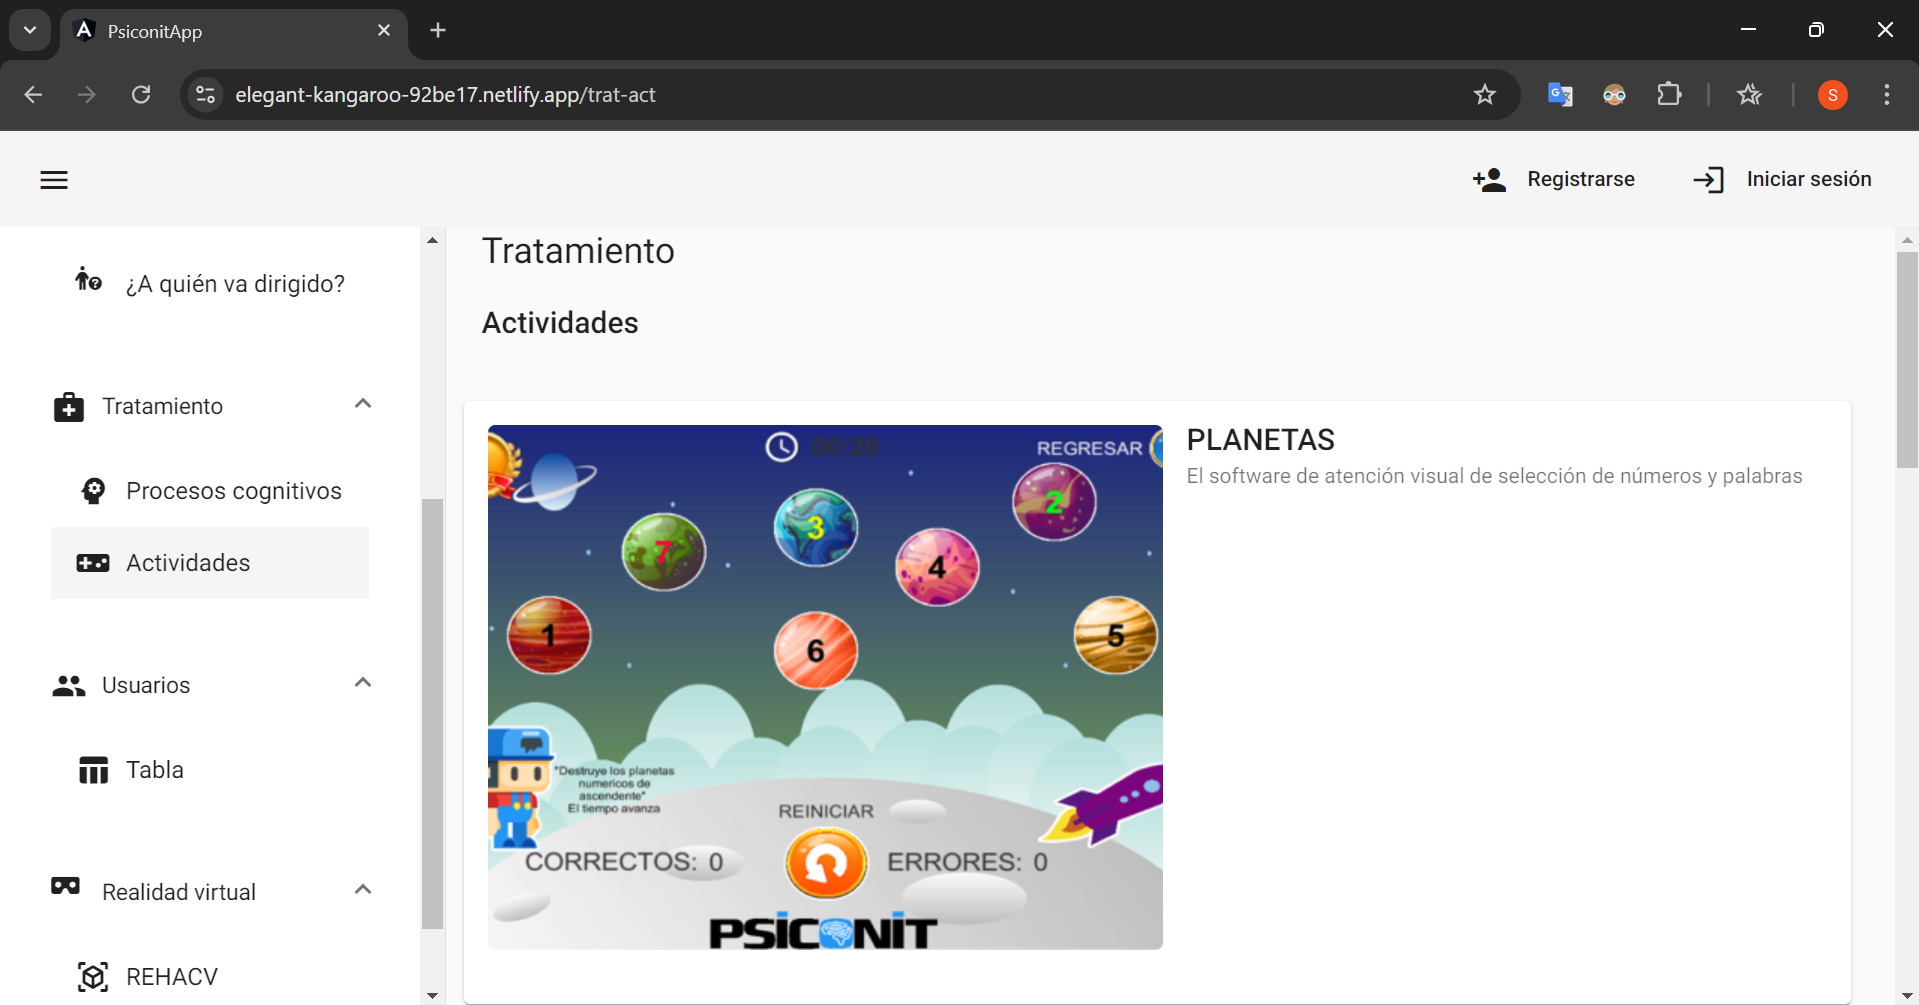 PsiconitApp
elegant-kangaroo-92be17.netlify.app/trat-act
S
Registrarse
Iniciar sesión
¿A quién va dirigido?
Tratamiento
Procesos cognitivos
Actividades
Usuarios
Tabla
Realidad virtual
REHACV
Tratamiento
Actividades
00:20
REGRESAR
2
3
7
4
1
6
5
"Destruye los planetas
numericos de
ascendente"
El tiempo avanza
REINICIAR
CORRECTOS: 0
ERRORES: 0
PSICONIT
PLANETAS
El software de atención visual de selección de números y palabras